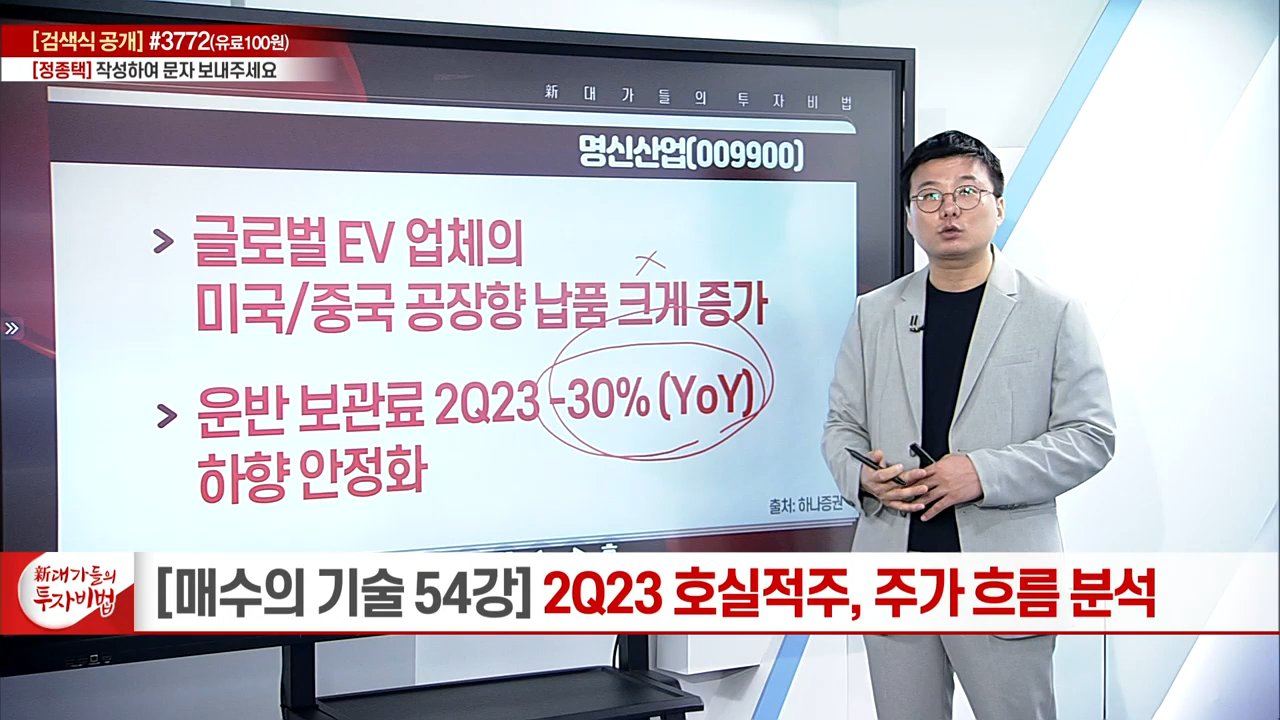 [검색식 공개] #3772(유료100원)
[정종택] 작성하여 문자 보내주세요
新 대가들의 투자비법
명신산업(009900)
> 글로벌 EV 업체의
미국/중국 공장향 납품 크게 증가
> 운반 보관료 2Q23 -30% (YoY)
하향 안정화
출처: 하나증권
新대가들의
투자비법
[매수의 기술 54강] 2Q23 호실적주, 주가 흐름 분석